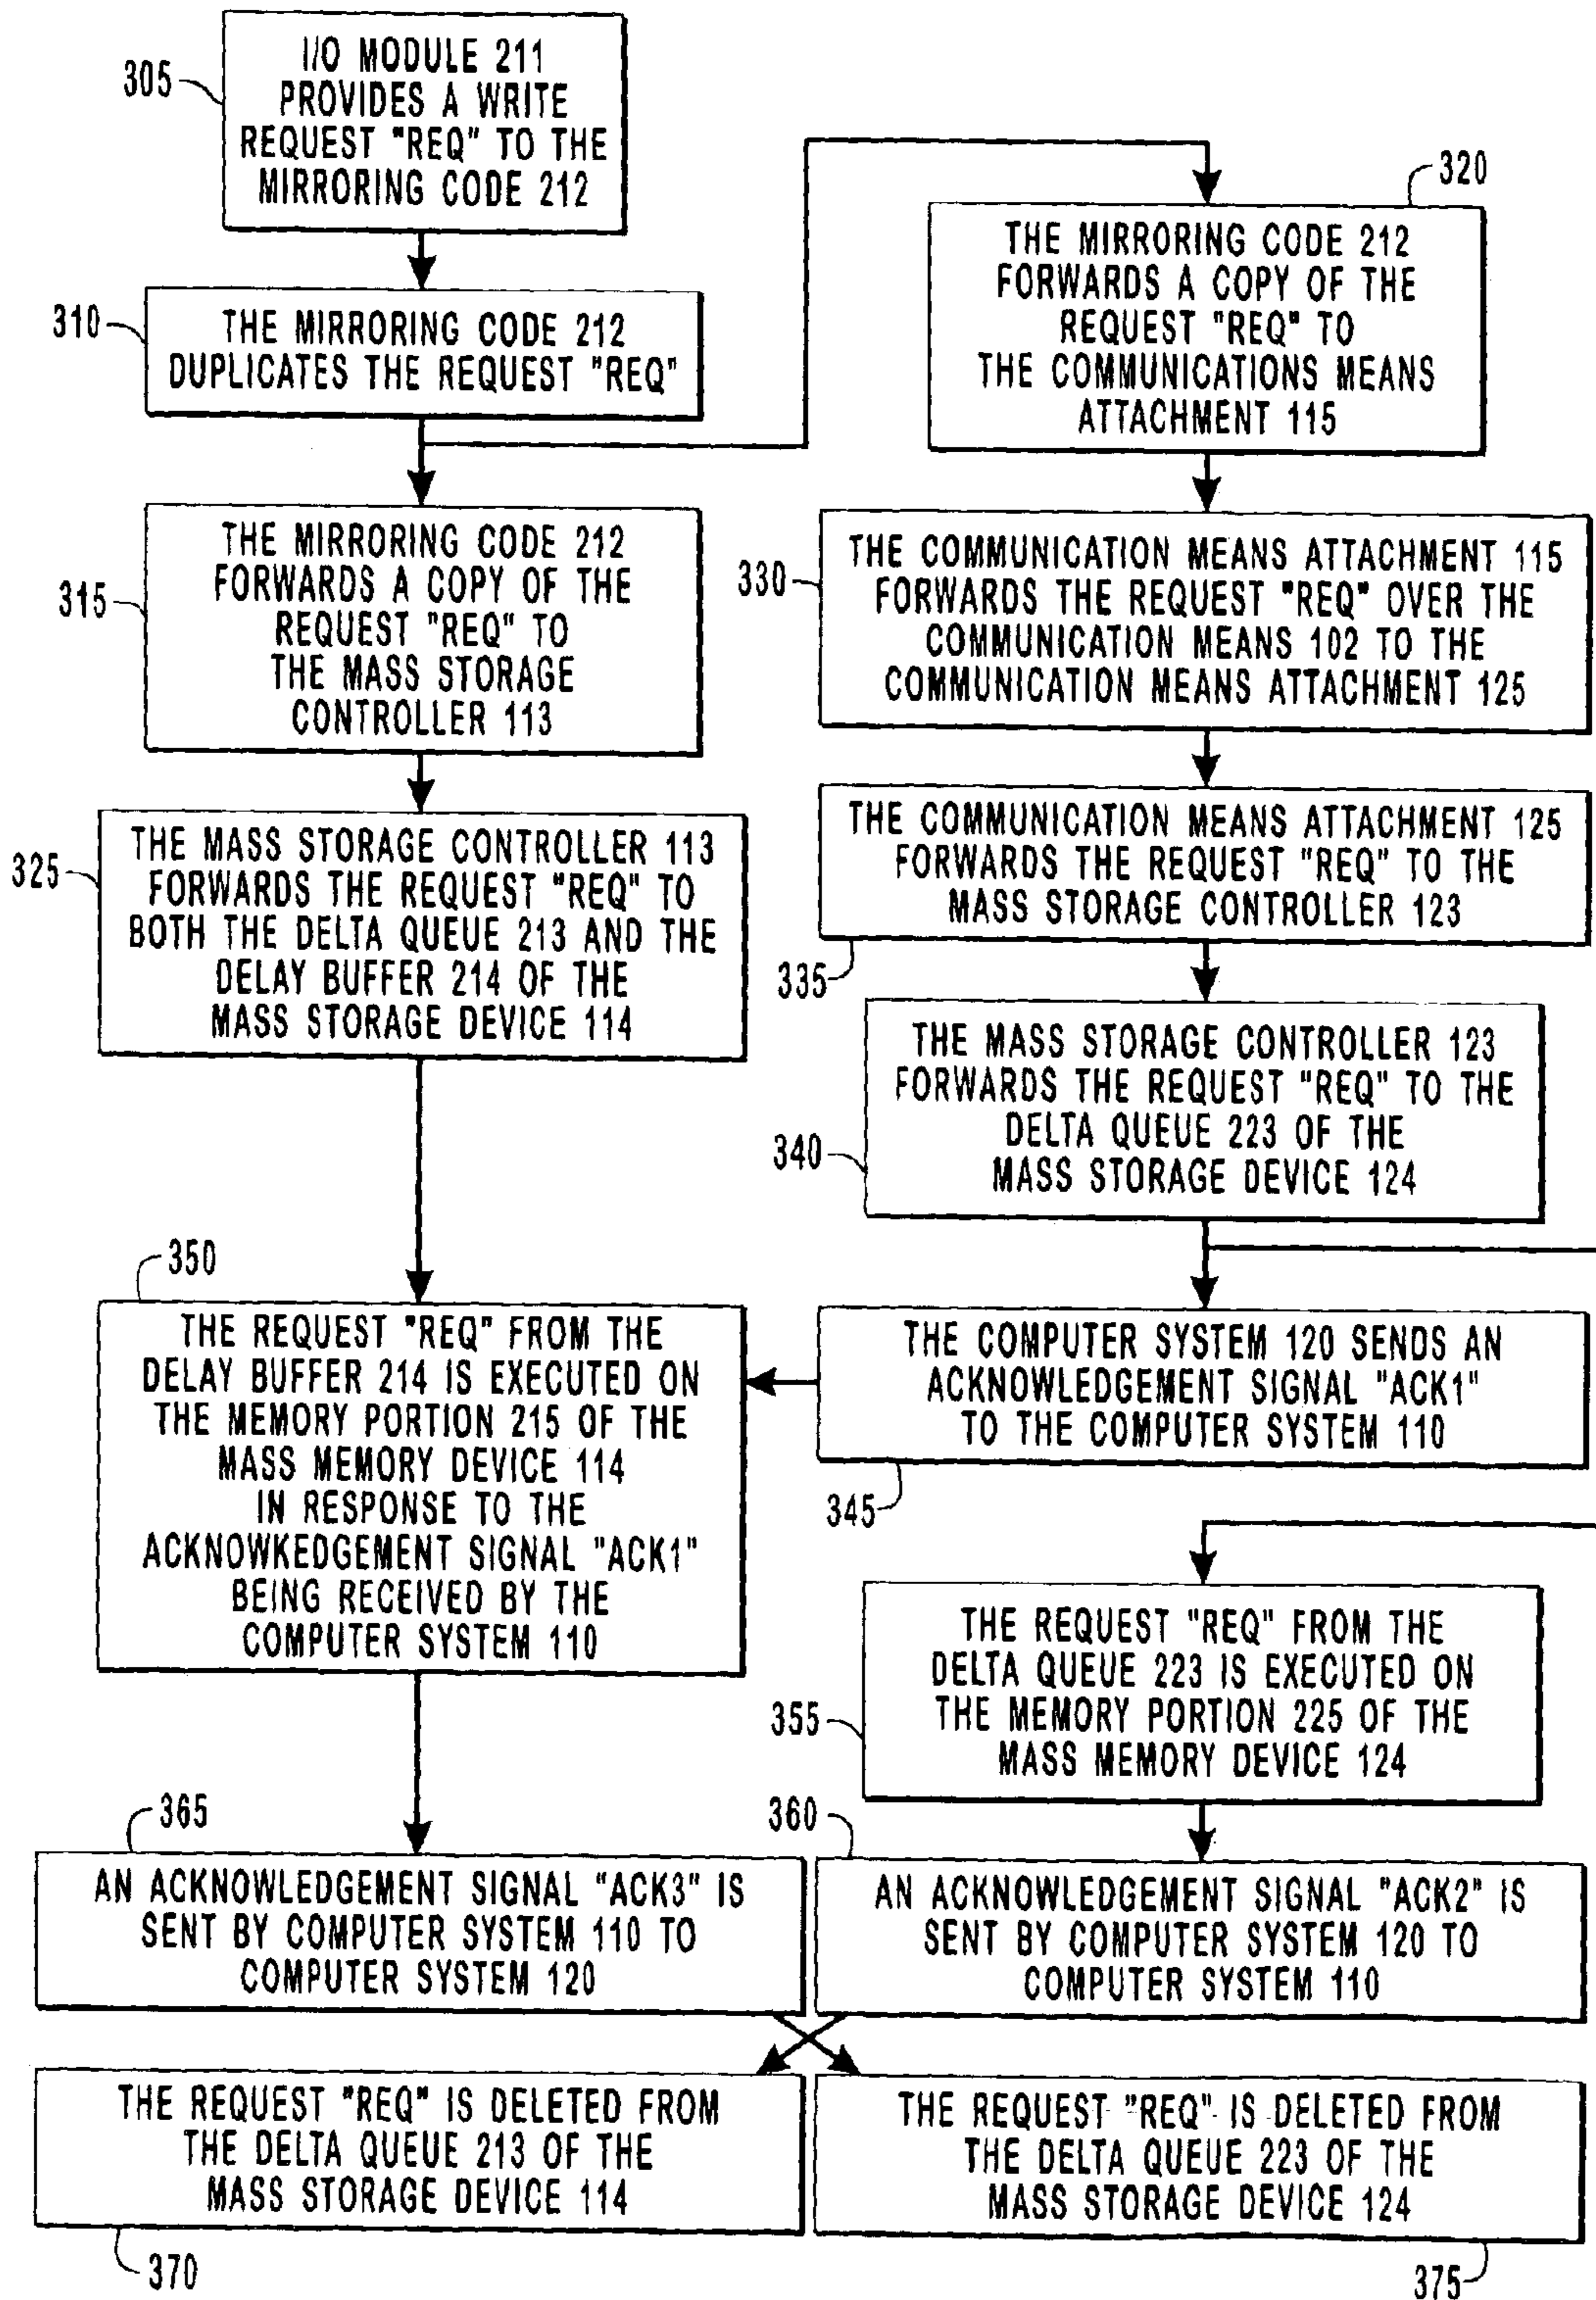 305
I/O MODULE 211
PROVIDES A WRITE
REQUEST "REQ" TO THE
MIRRORING CODE 212
310
THE MIRRORING CODE 212
DUPLICATES THE REQUEST "REQ"
315
THE MIRRORING CODE 212
FORWARDS A COPY OF THE
REQUEST "REQ" TO
THE MASS STORAGE
CONTROLLER 113
320
THE MIRRORING CODE 212
FORWARDS A COPY OF THE
REQUEST "REQ" TO
THE COMMUNICATIONS MEANS
ATTACHMENT 115
325
THE MASS STORAGE CONTROLLER 113
FORWARDS THE REQUEST "REQ" TO
BOTH THE DELTA QUEUE 213 AND THE
DELAY BUFFER 214 OF THE
MASS STORAGE DEVICE 114
330
THE COMMUNICATION MEANS ATTACHMENT 115
FORWARDS THE REQUEST "REQ" OVER THE
COMMUNICATION MEANS 102 TO THE
COMMUNICATION MEANS ATTACHMENT 125
THE COMMUNICATION MEANS ATTACHMENT 125
FORWARDS THE REQUEST "REQ" TO THE
MASS STORAGE CONTROLLER 123
335
340
THE MASS STORAGE CONTROLLER 123
FORWARDS THE REQUEST "REQ" TO THE
DELTA QUEUE 223 OF THE
MASS STORAGE DEVICE 124
THE COMPUTER SYSTEM 120 SENDS AN
ACKNOWLEDGEMENT SIGNAL "ACK1"
TO THE COMPUTER SYSTEM 110
345
350
THE REQUEST "REQ" FROM THE
DELAY BUFFER 214 IS EXECUTED ON
THE MEMORY PORTION 215 OF THE
MASS MEMORY DEVICE 114
IN RESPONSE TO THE
ACKNOWKEDGEMENT SIGNAL "ACK1"
BEING RECEIVED BY THE
COMPUTER SYSTEM 110
355
THE REQUEST "REQ" FROM THE
DELTA QUEUE 223 IS EXECUTED ON
THE MEMORY PORTION 225 OF THE
MASS MEMORY DEVICE 124
365
AN ACKNOWLEDGEMENT SIGNAL "ACK3" IS
SENT BY COMPUTER SYSTEM 110 TO
COMPUTER SYSTEM 120
360
AN ACKNOWLEDGEMENT SIGNAL "ACK2" IS
SENT BY COMPUTER SYSTEM 120 TO
COMPUTER SYSTEM 110
THE REQUEST "REQ" IS DELETED FROM
THE DELTA QUEUE 213 OF THE
MASS STORAGE DEVICE 114
370
THE REQUEST "REQ" IS DELETED FROM
THE DELTA QUEUE 223 OF THE
MASS STORAGE DEVICE 124
375